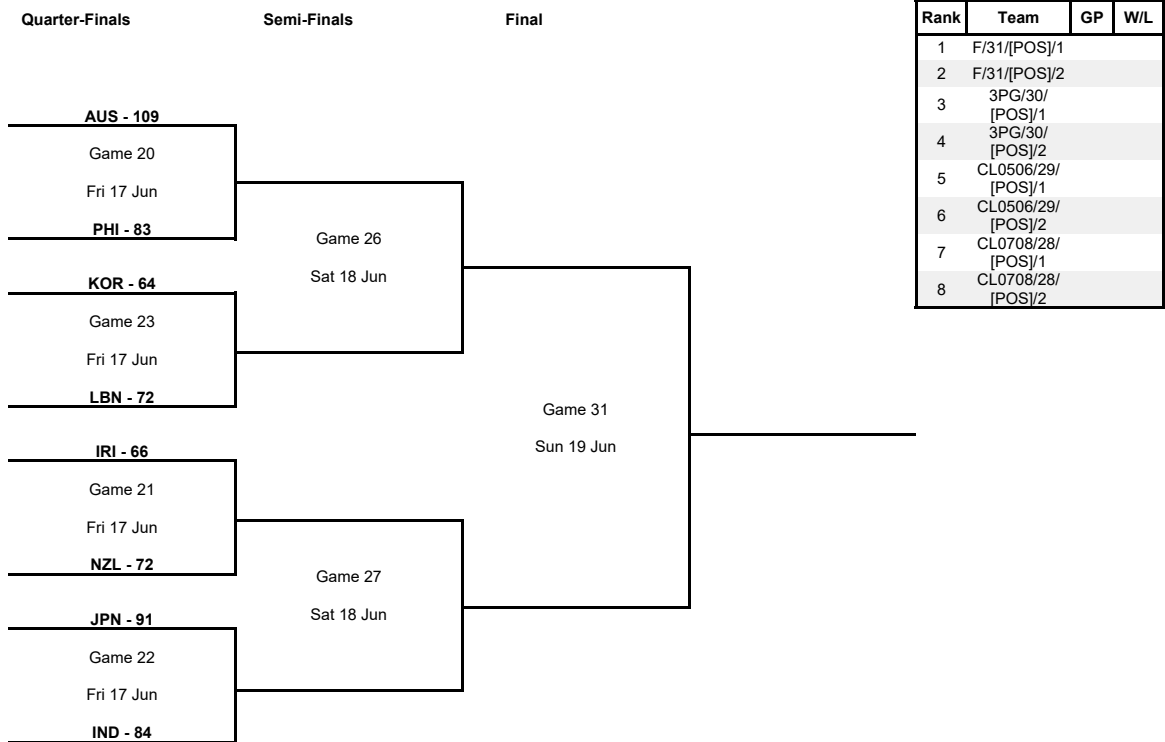 Quarter-Finals Semi-Finals Final
Rank Team GP W/L
1 F/31/[POS]/1
2 F/31/[POS]/2
3 3PG/30/
[POS]/1
4 3PG/30/
[POS]/2
5 CL0506/29/
[POS]/1
6 CL0506/29/
[POS]/2
7 CL0708/28/
[POS]/1
8 CL0708/28/
[POS]/2
AUS - 109
Game 20
Fri 17 Jun
PHI - 83
Game 26
Sat 18 Jun
KOR - 64
Game 23
Fri 17 Jun
LBN - 72
Game 31
Sun 19 Jun
IRI - 66
Game 21
Fri 17 Jun
NZL - 72
Game 27
Sat 18 Jun
JPN - 91
Game 22
Fri 17 Jun
IND - 84